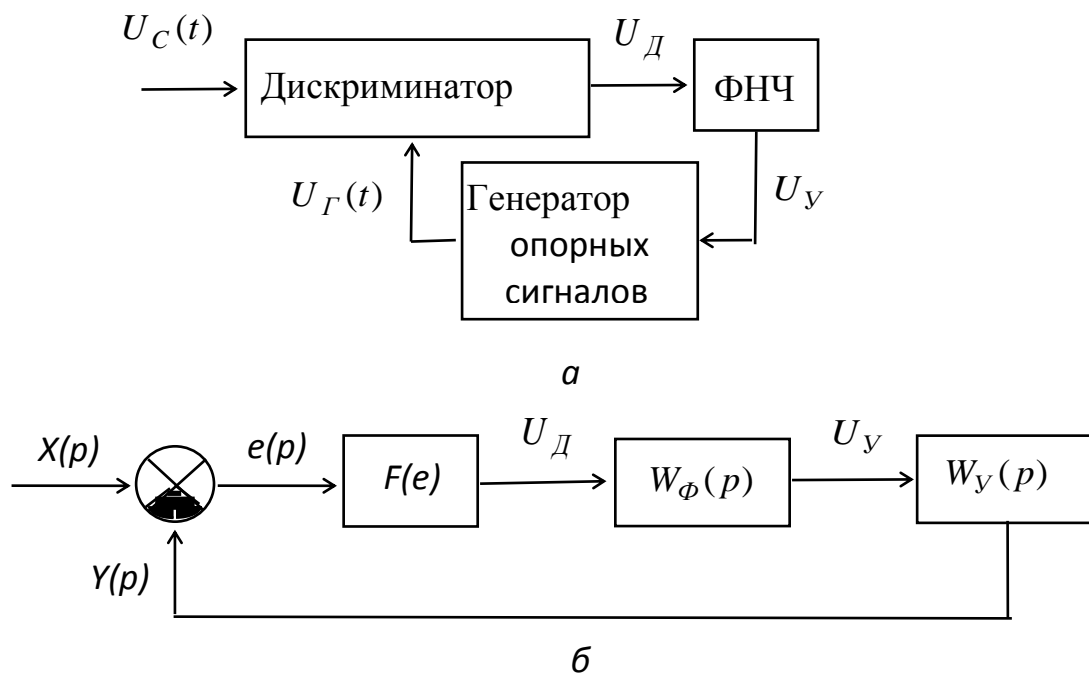 U_C(t)
Дискриминатор
U_Д
ФНЧ
U_Г(t)
Генератор
опорных
сигналов
U_У
а
X(p)
e(p)
F(e)
U_Д
W_Ф(p)
U_У
W_У(p)
Y(p)
б